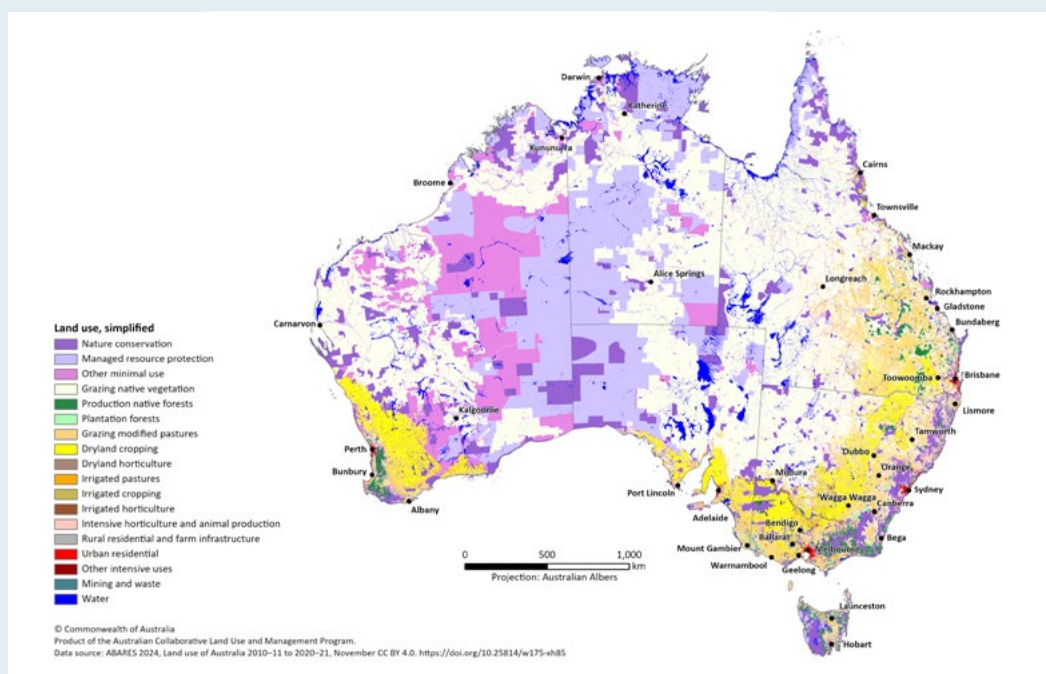 Darwin
Katherine
Kununurra
Broome
Cairns
Townsville
Mackay
Alice Springs
Longreach
Rockhampton
Gladstone
Carnarvon
Bundaberg
Land use, simplified
Nature conservation
Managed resource protection
Other minimal use
Grazing native vegetation
Production native forests
Plantation forests
Grazing modified pastures
Dryland cropping
Dryland horticulture
Irrigated pastures
Irrigated cropping
Irrigated horticulture
Intensive horticulture and animal production
Rural residential and farm infrastructure
Urban residential
Other intensive uses
Mining and waste
Water
Toowoomba
Brisbane
Lismore
Kalgoorlie
Tamworth
Perth
Dubbo
Bunbury
Mildura
Orange
Port Lincoln
Wagga Wagga
Sydney
Albany
Canberra
Adelaide
Bendigo
Bega
Ballarat
Mount Gambier
Melbourne
Warrnambool
Geelong
0 500 1,000
km
Projection: Australian Albers
Launceston
Hobart
© Commonwealth of Australia
Product of the Australian Collaborative Land Use and Management Program.
Data source: ABARES 2024, Land use of Australia 2010–11 to 2020–21, November CC BY 4.0. https://doi.org/10.25814/w175-xh85